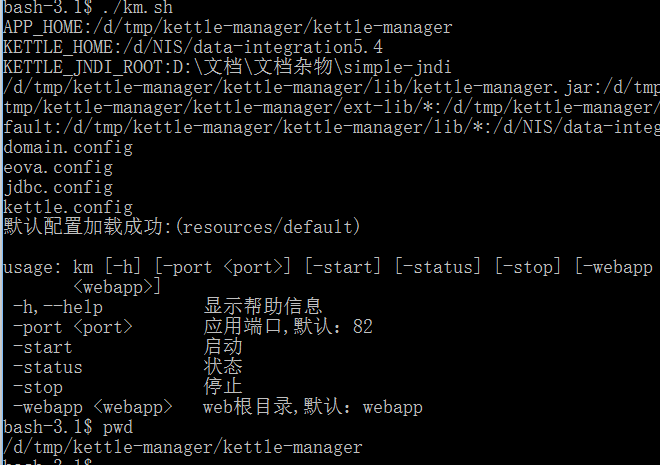 bash-3.1$ ./km.sh
APP_HOME:/d/tmp/kettle-manager/kettle-manager
KETTLE_HOME:/d/NIS/data-integration5.4
KETTLE_JNDI_ROOT:D:\文档\文档杂物\simple-jndi
/d/tmp/kettle-manager/kettle-manager/lib/kettle-manager.jar:/d/tm
tmp/kettle-manager/kettle-manager/ext-lib/*:/d/tmp/kettle-manager/
fault:/d/tmp/kettle-manager/kettle-manager/lib/*:/d/NIS/data-integ
domain.config
eova.config
jdbc.config
kettle.config
默认配置加载成功:(resources/default)
usage: km [-h] [-port <port>] [-start] [-status] [-stop] [-webapp
<webapp>]
-h,--help 显示帮助信息
-port <port> 应用端口,默认: 82
-start 启动
-status 状态
-stop 停止
-webapp <webapp> web根目录,默认: webapp
bash-3.1$ pwd
/d/tmp/kettle-manager/kettle-manager
bash-3.1$